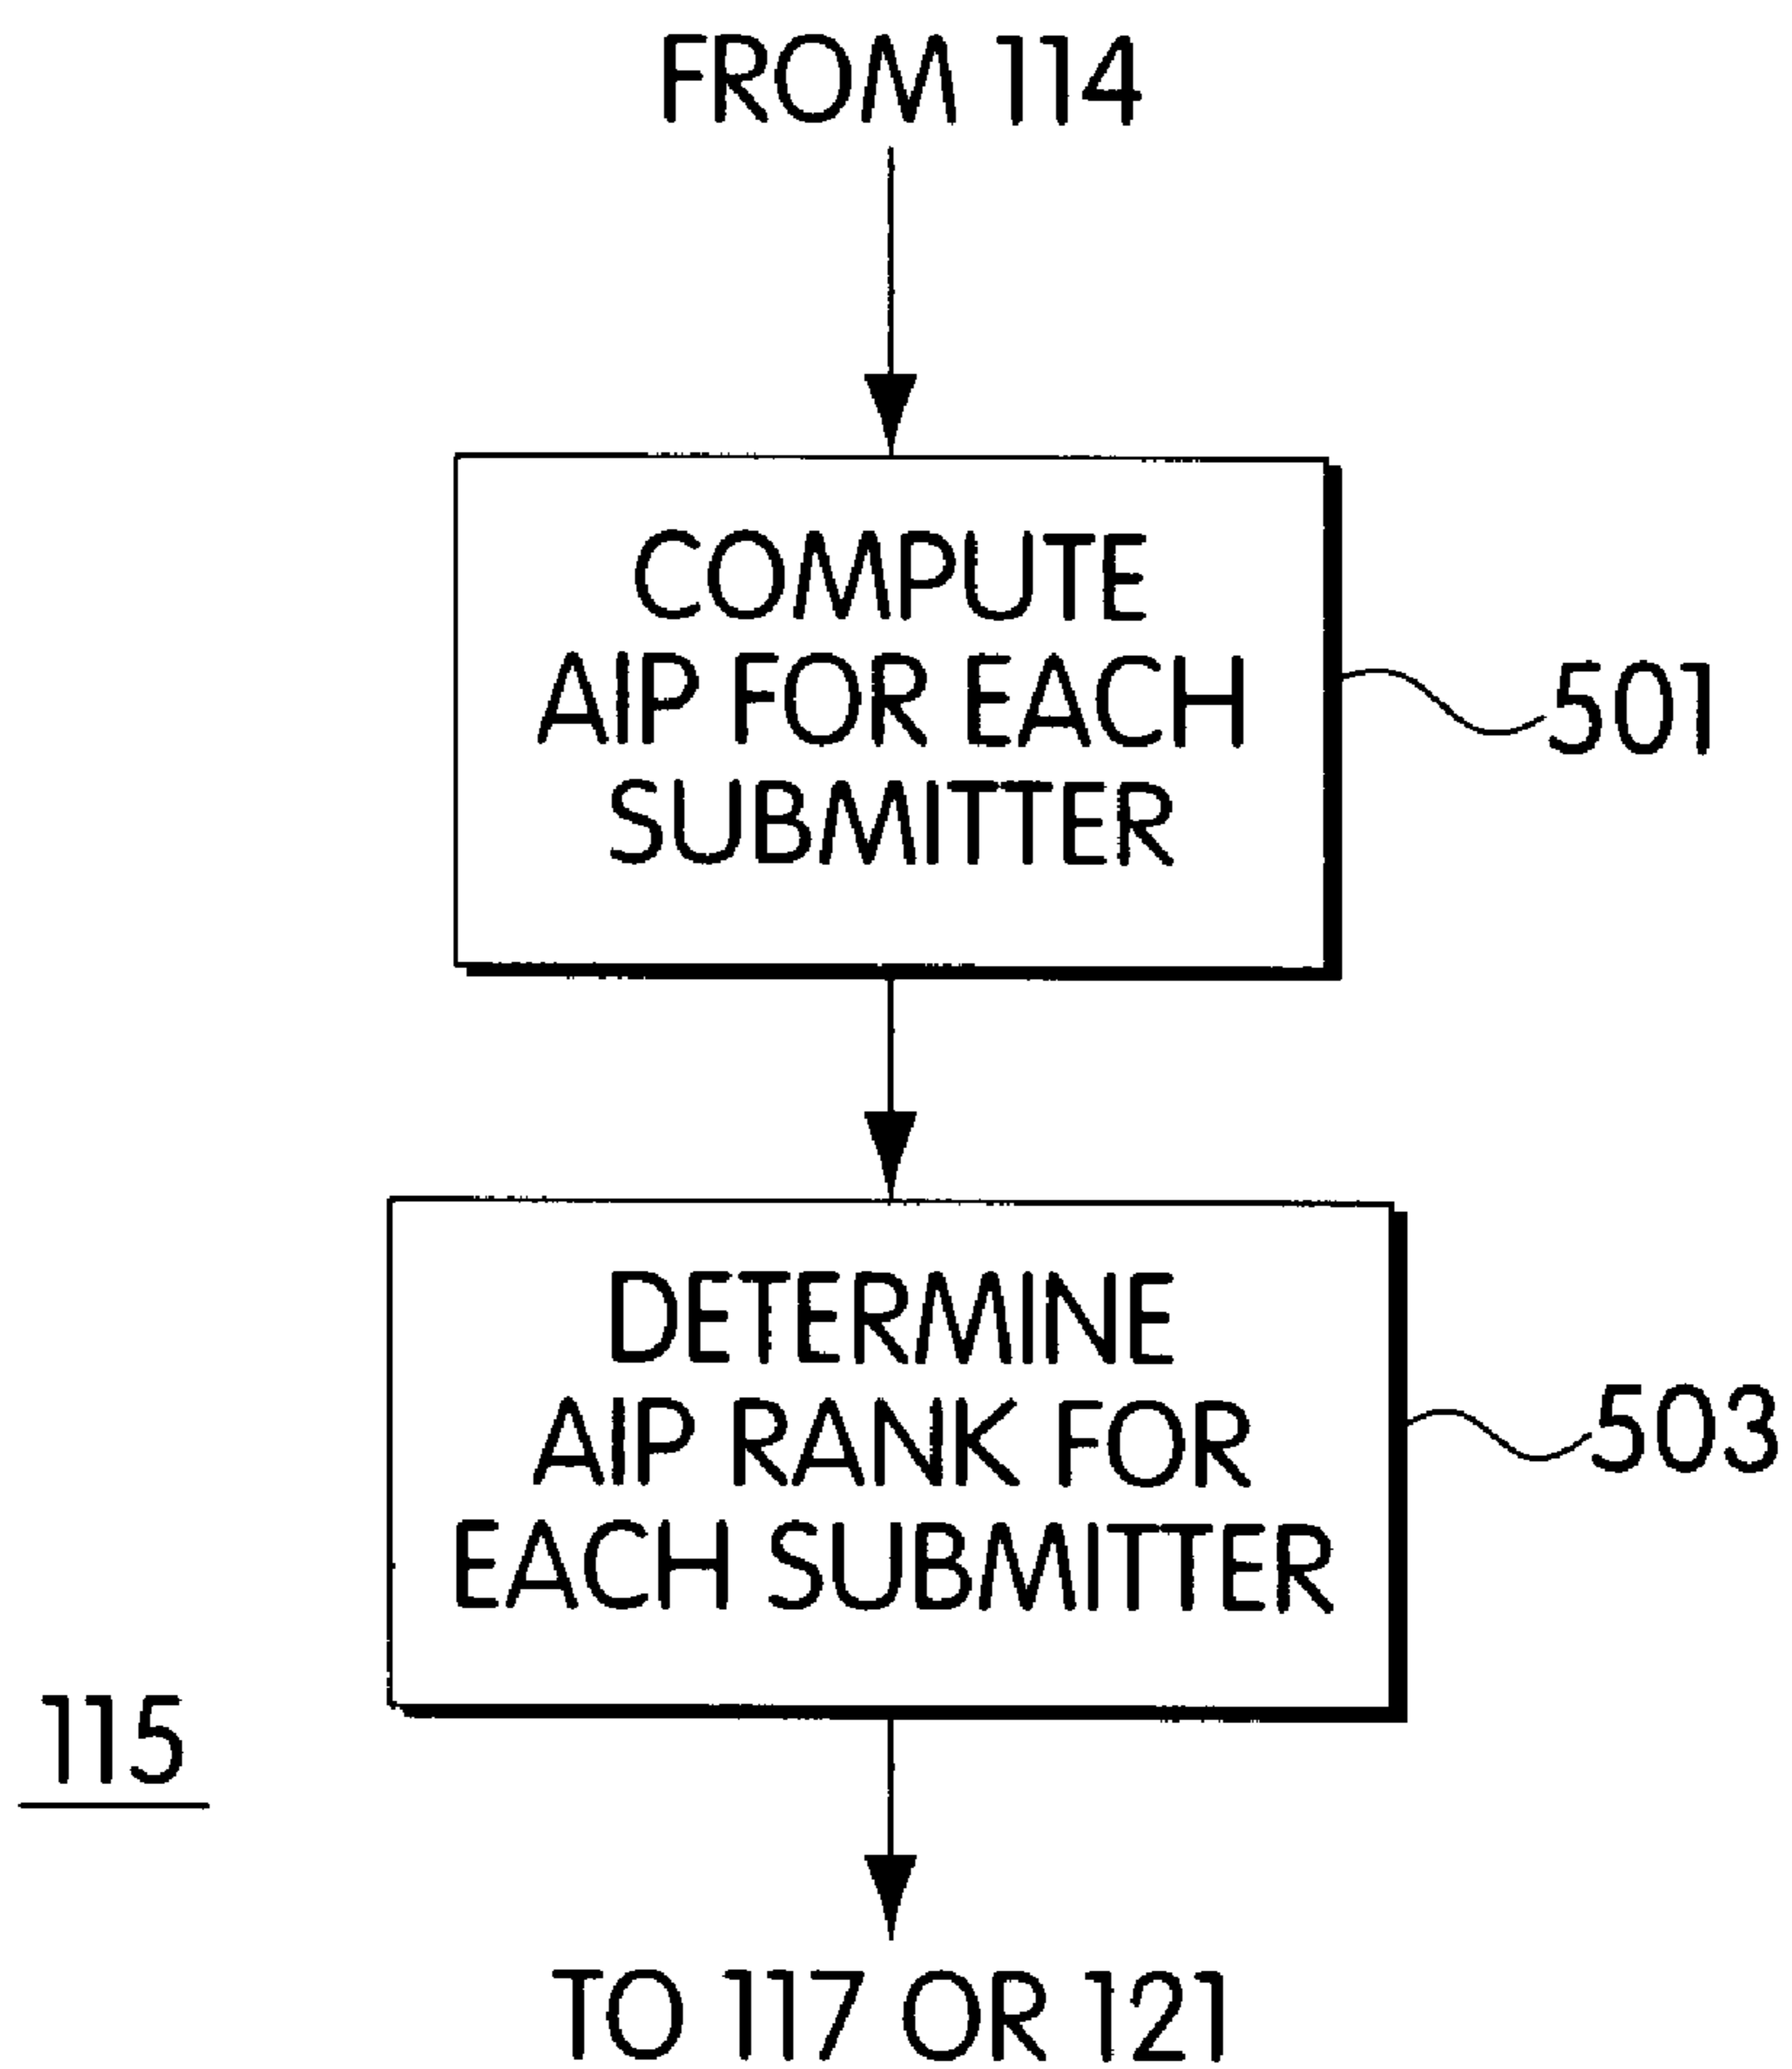 FROM 114
COMPUTE
AIP FOR EACH
SUBMITTER
501
DETERMINE
AIP RANK FOR
EACH SUBMITTER
503
115
TO 117 OR 121